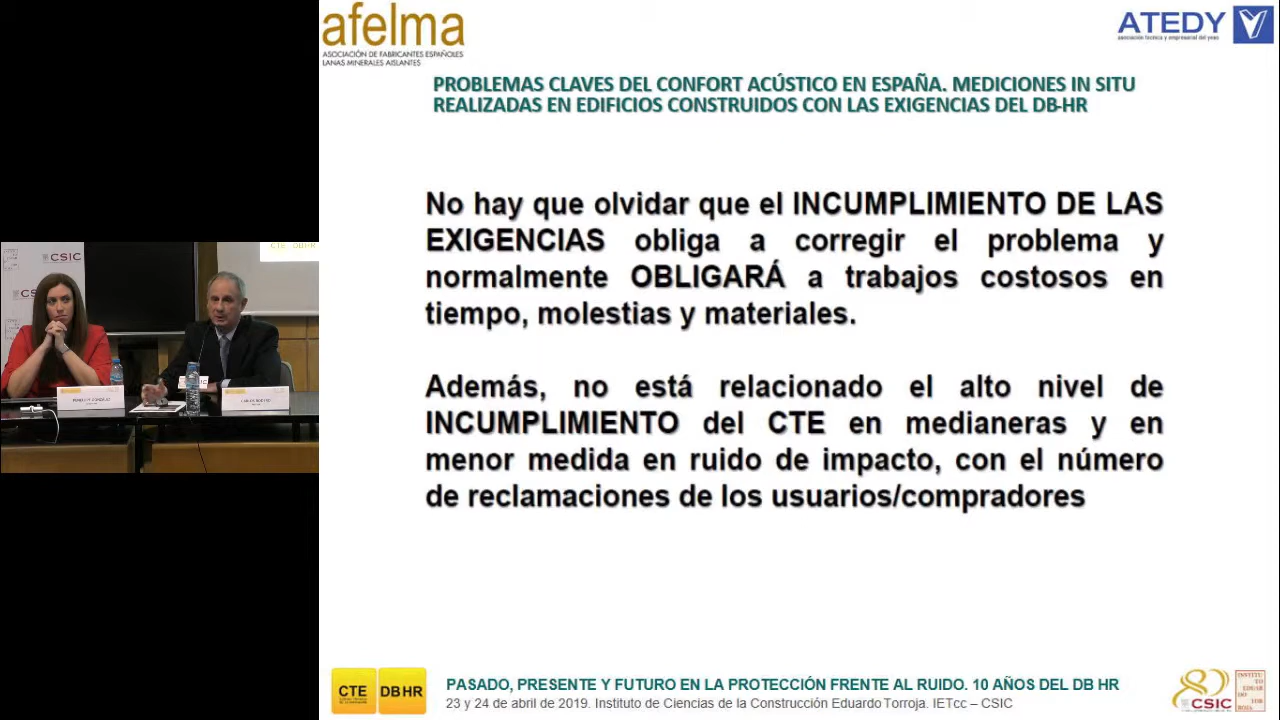 afelma
ASOCIACIÓN DE FABRICANTES ESPAÑOLES
LANAS MINERALES AISLANTES
ATEDY
asociación técnica y empresarial del yeso
PROBLEMAS CLAVES DEL CONFORT ACÚSTICO EN ESPAÑA. MEDICIONES IN SITU
REALIZADAS EN EDIFICIOS CONSTRUIDOS CON LAS EXIGENCIAS DEL DB-HR
No hay que olvidar que el INCUMPLIMIENTO DE LAS
EXIGENCIAS obliga a corregir el problema y
normalmente OBLIGARÁ a trabajos costosos en
tiempo, molestias y materiales.
Además, no está relacionado el alto nivel de
INCUMPLIMIENTO del CTE en medianeras y en
menor medida en ruido de impacto, con el número
de reclamaciones de los usuarios/compradores
CSIC
CTE
DB HR
PASADO, PRESENTE Y FUTURO EN LA PROTECCIÓN FRENTE AL RUIDO. 10 AÑOS DEL DB HR
23 y 24 de abril de 2019. Instituto de Ciencias de la Construcción Eduardo Torroja. IETcc – CSIC
80
CSIC